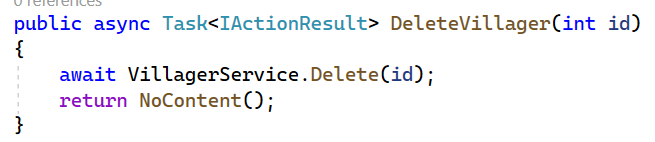 0 references
public async Task<IActionResult> DeleteVillager(int id)
{
    await VillagerService.Delete(id);
    return NoContent();
}